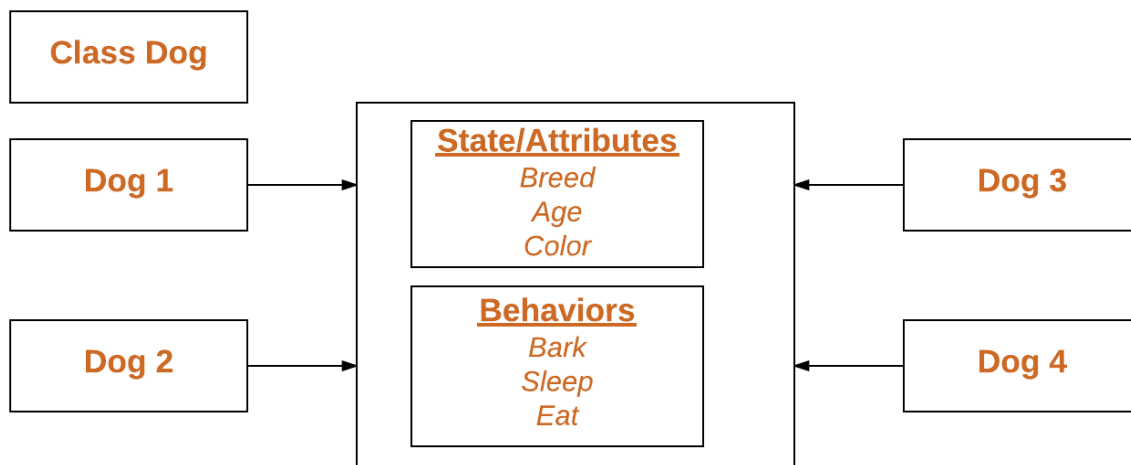 Class Dog
Dog 1
Dog 2
State/Attributes
Breed
Age
Color
Behaviors
Bark
Sleep
Eat
Dog 3
Dog 4